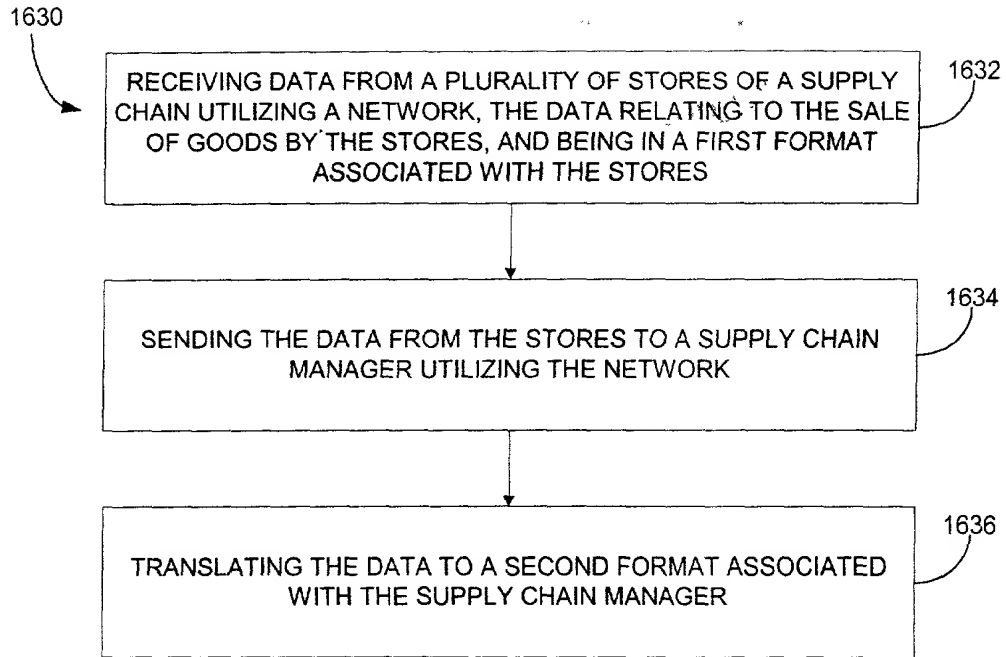 1630
RECEIVING DATA FROM A PLURALITY OF STORES OF A SUPPLY
CHAIN UTILIZING A NETWORK, THE DATA RELATING TO THE SALE
OF GOODS BY THE STORES, AND BEING IN A FIRST FORMAT
ASSOCIATED WITH THE STORES
1632
SENDING THE DATA FROM THE STORES TO A SUPPLY CHAIN
MANAGER UTILIZING THE NETWORK
1634
TRANSLATING THE DATA TO A SECOND FORMAT ASSOCIATED
WITH THE SUPPLY CHAIN MANAGER
1636